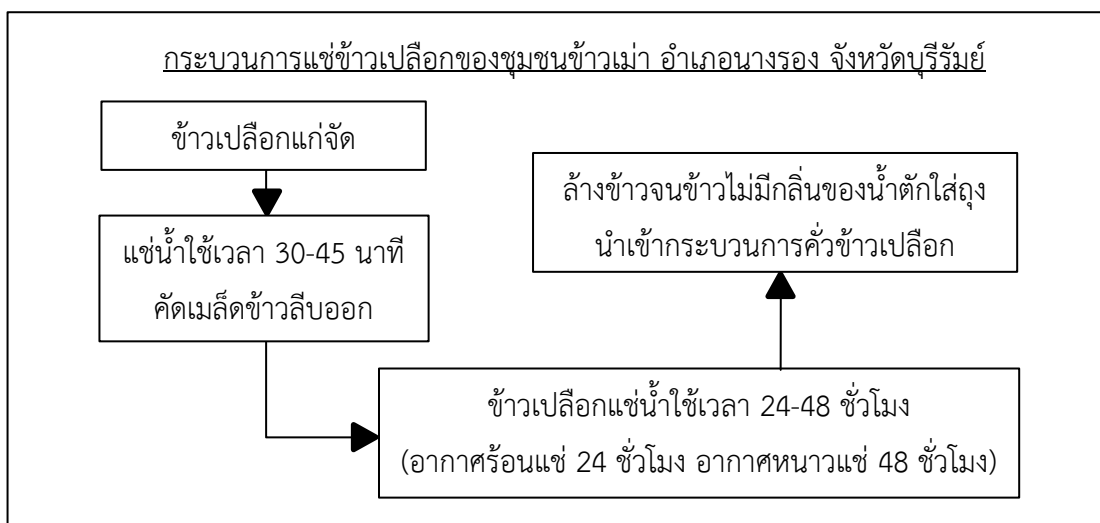 กระบวนการแช่ข้าวเปลือกของชุมชนข้าวเม่า อำเภอนางรอง จังหวัดบุรีรัมย์
ข้าวเปลือกแก่จัด
แช่น้ำใช้เวลา 30-45 นาที
คัดเมล็ดข้าวลีบออก
ข้าวเปลือกแช่น้ำใช้เวลา 24-48 ชั่วโมง
(อากาศร้อนแช่ 24 ชั่วโมง อากาศหนาวแช่ 48 ชั่วโมง)
ล้างข้าวจนข้าวไม่มีกลิ่นของน้ำตักใส่ถุง
นำเข้ากระบวนการคั่วข้าวเปลือก